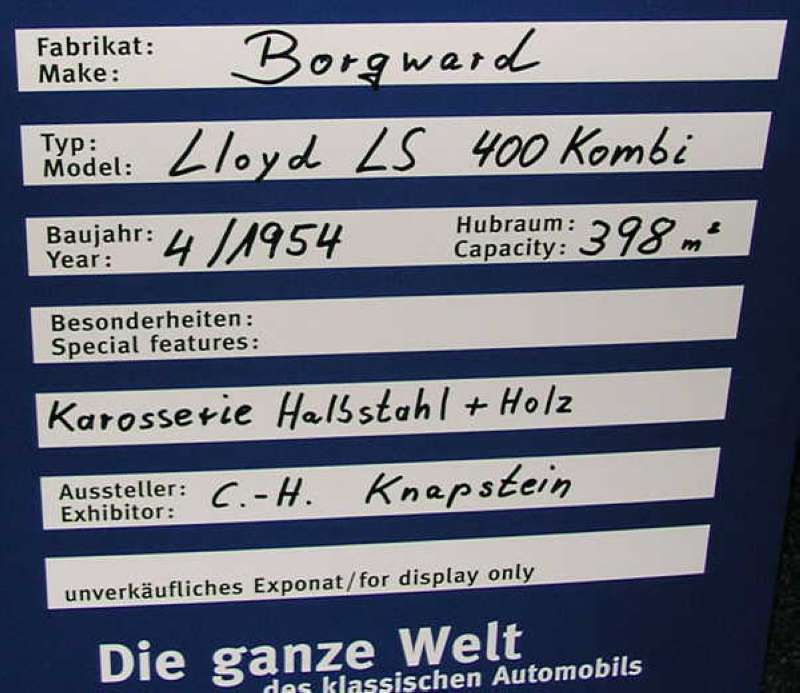 Fabrikat: Borgward
Make:
Typ: Lloyd LS 400 Kombi
Model:
Baujahr: 4/1954 Hubraum: 398 m²
Year: Capacity:
Besonderheiten:
Special features:
Karosserie Halbstahl + Holz
Aussteller: C.-H. Knapstein
Exhibitor:
unverkäufliches Exponat/for display only
Die ganze Welt
des klassischen Automobils